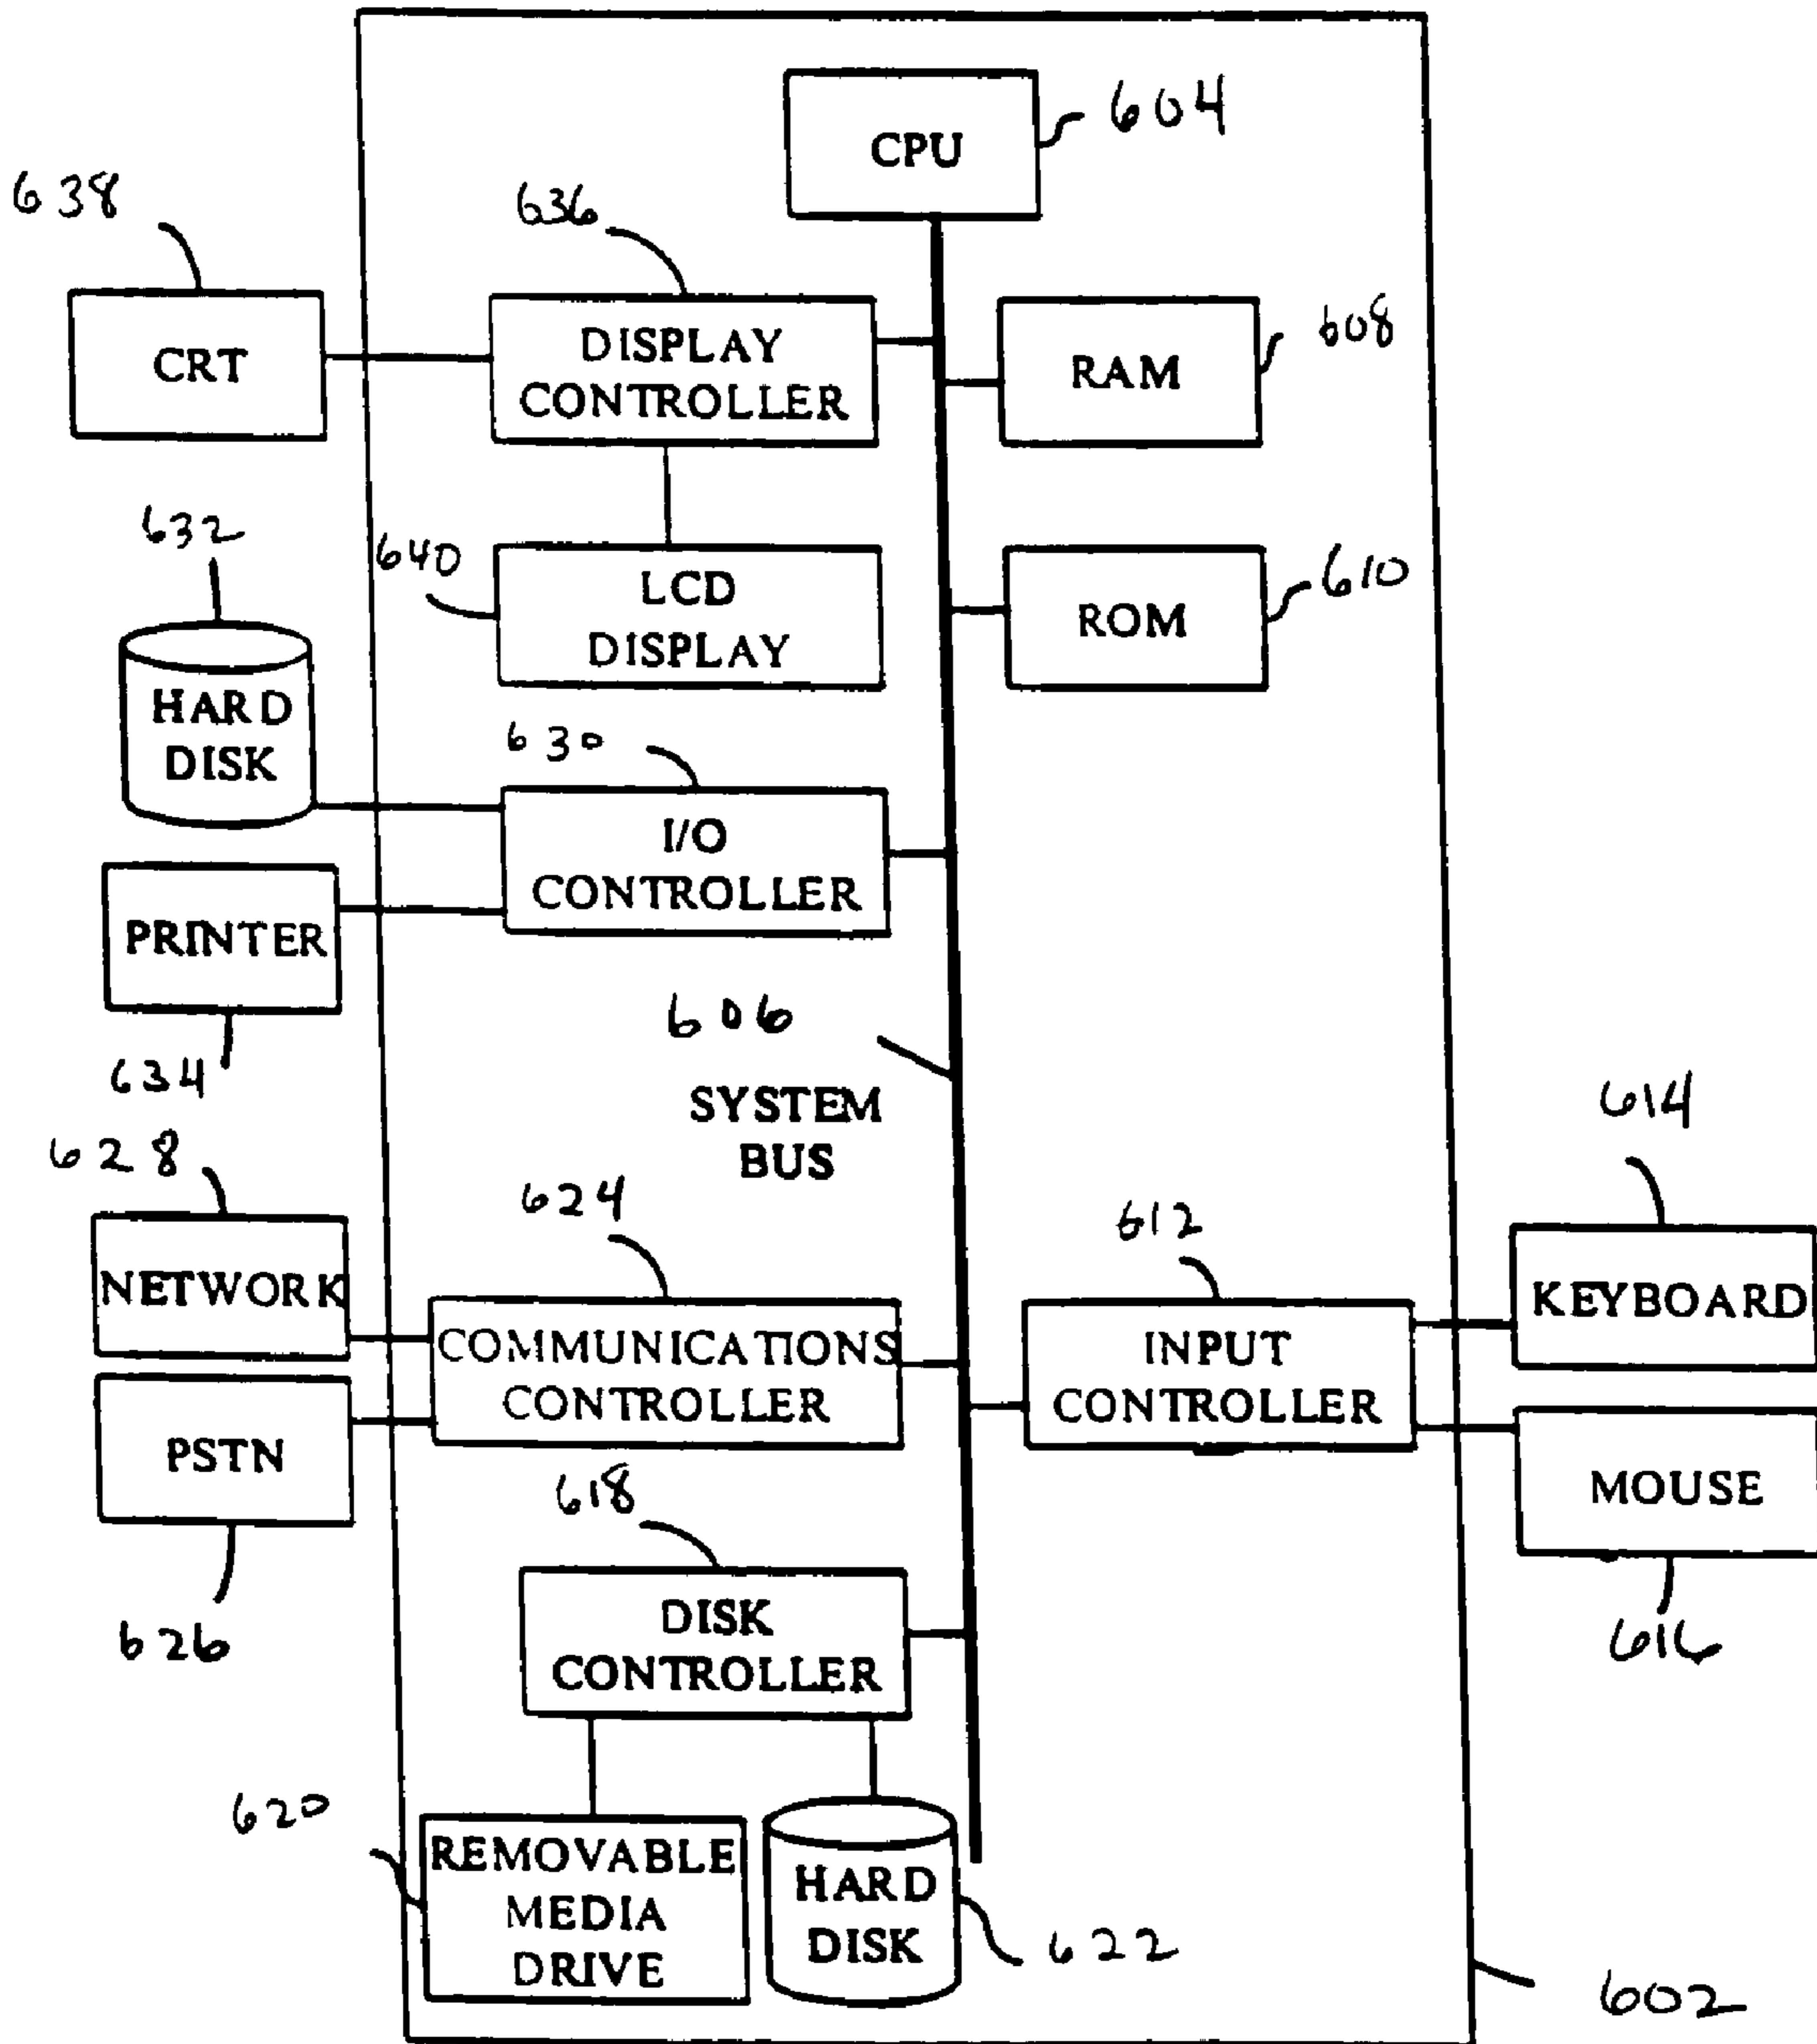 604
CPU
638
636
CRT
DISPLAY
CONTROLLER
608
RAM
632
640
LCD
DISPLAY
610
ROM
HARD
DISK
630
I/O
CONTROLLER
PRINTER
634
606
SYSTEM
BUS
628
NETWORK
624
COMMUNICATIONS
CONTROLLER
PSTN
626
612
INPUT
CONTROLLER
614
KEYBOARD
MOUSE
616
618
DISK
CONTROLLER
620
REMOVABLE
MEDIA
DRIVE
HARD
DISK
622
602